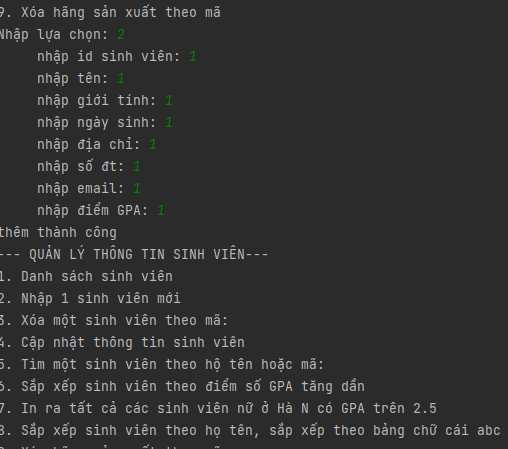 9. Xóa hãng sản xuất theo mã
Nhập lựa chọn: 2
nhập id sinh viên: 1
nhập tên: 1
nhập giới tính: 1
nhập ngày sinh: 1
nhập địa chỉ: 1
nhập số đt: 1
nhập email: 1
nhập điểm GPA: 1
thêm thành công
--- QUẢN LÝ THÔNG TIN SINH VIÊN---
1. Danh sách sinh viên
2. Nhập 1 sinh viên mới
3. Xóa một sinh viên theo mã:
4. Cập nhật thông tin sinh viên
5. Tìm một sinh viên theo hộ tên hoặc mã:
6. Sắp xếp sinh viên theo điểm số GPA tăng dần
7. In ra tất cả các sinh viên nữ ở Hà N có GPA trên 2.5
8. Sắp xếp sinh viên theo họ tên, sắp xếp theo bảng chữ cái abc